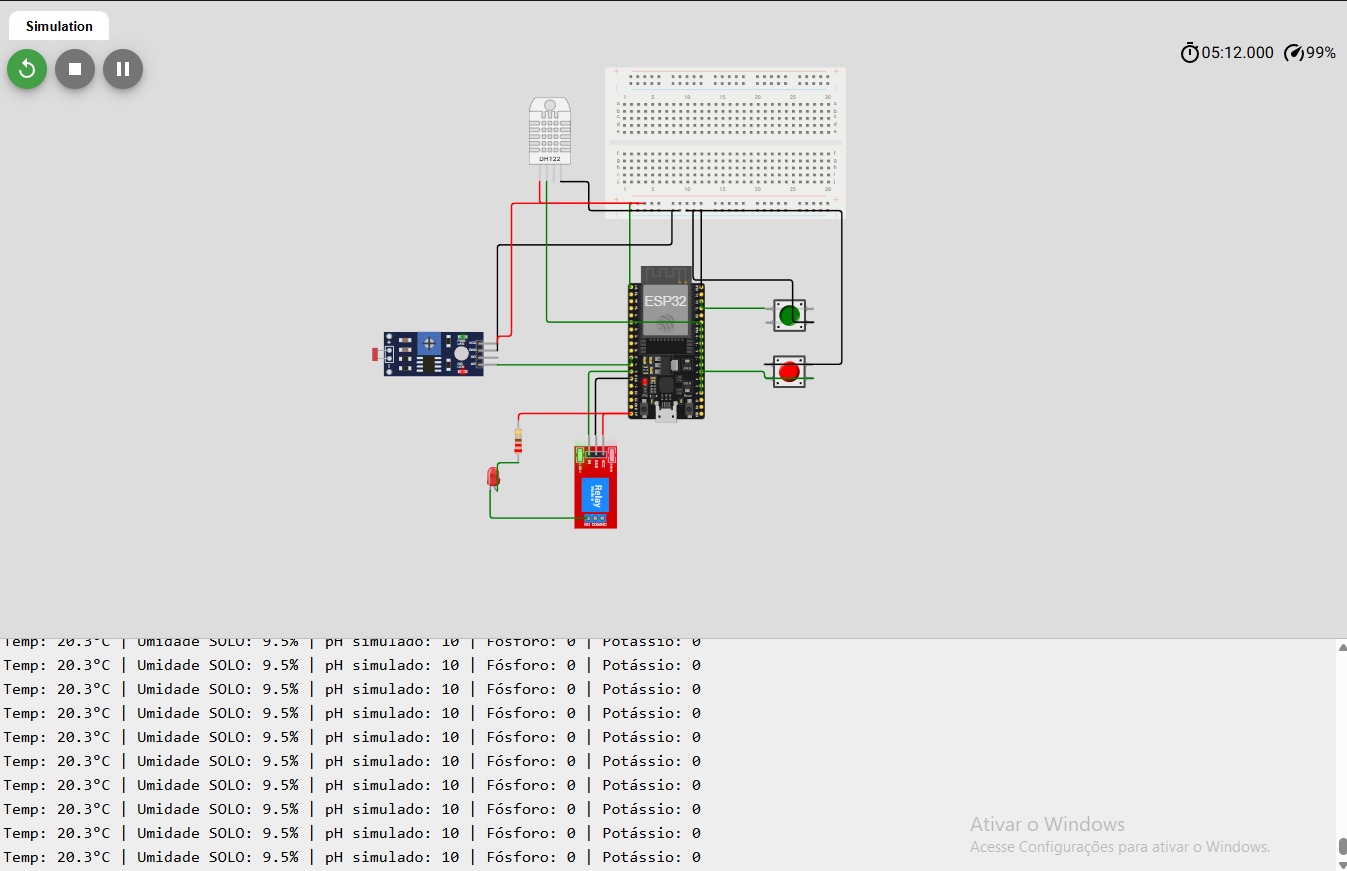 Simulation
05:12.000 99%
DHT22
ESP32
Relay
NO COM NC
Temp: 20.3°C | Umidade SOLO: 9.5% | pH simulado: 10 | Fósforo: 0 | Potássio: 0
Temp: 20.3°C | Umidade SOLO: 9.5% | pH simulado: 10 | Fósforo: 0 | Potássio: 0
Temp: 20.3°C | Umidade SOLO: 9.5% | pH simulado: 10 | Fósforo: 0 | Potássio: 0
Temp: 20.3°C | Umidade SOLO: 9.5% | pH simulado: 10 | Fósforo: 0 | Potássio: 0
Temp: 20.3°C | Umidade SOLO: 9.5% | pH simulado: 10 | Fósforo: 0 | Potássio: 0
Temp: 20.3°C | Umidade SOLO: 9.5% | pH simulado: 10 | Fósforo: 0 | Potássio: 0
Temp: 20.3°C | Umidade SOLO: 9.5% | pH simulado: 10 | Fósforo: 0 | Potássio: 0
Temp: 20.3°C | Umidade SOLO: 9.5% | pH simulado: 10 | Fósforo: 0 | Potássio: 0
Temp: 20.3°C | Umidade SOLO: 9.5% | pH simulado: 10 | Fósforo: 0 | Potássio: 0
Temp: 20.3°C | Umidade SOLO: 9.5% | pH simulado: 10 | Fósforo: 0 | Potássio: 0
Ativar o Windows
Acesse Configurações para ativar o Windows.